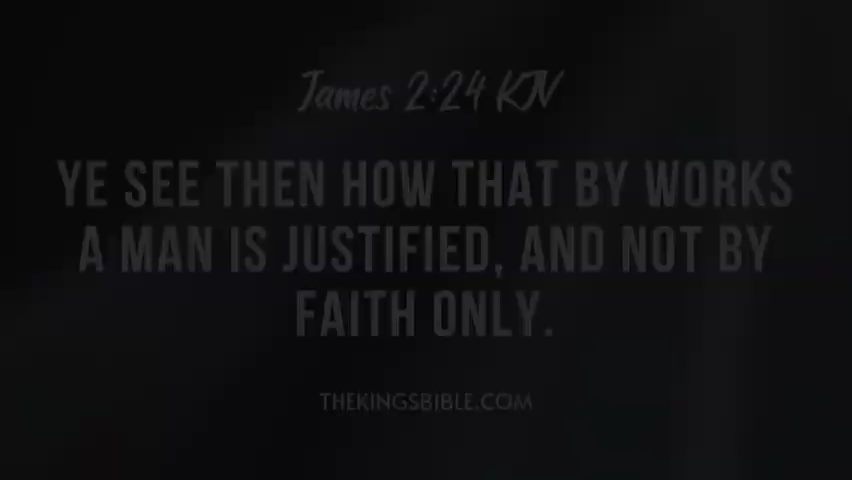 James 2:24 KJV
YE SEE THEN HOW THAT BY WORKS
A MAN IS JUSTIFIED, AND NOT BY
FAITH ONLY.
THEKINGSBIBLE.COM